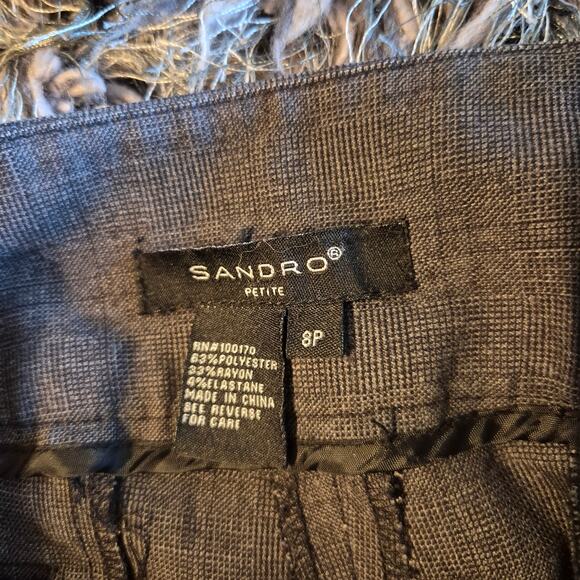 SANDRO®
PETITE
8P
RN#100170
63%POLYESTER
33%RAYON
4%ELASTANE
MADE IN CHINA
SEE REVERSE
FOR CARE